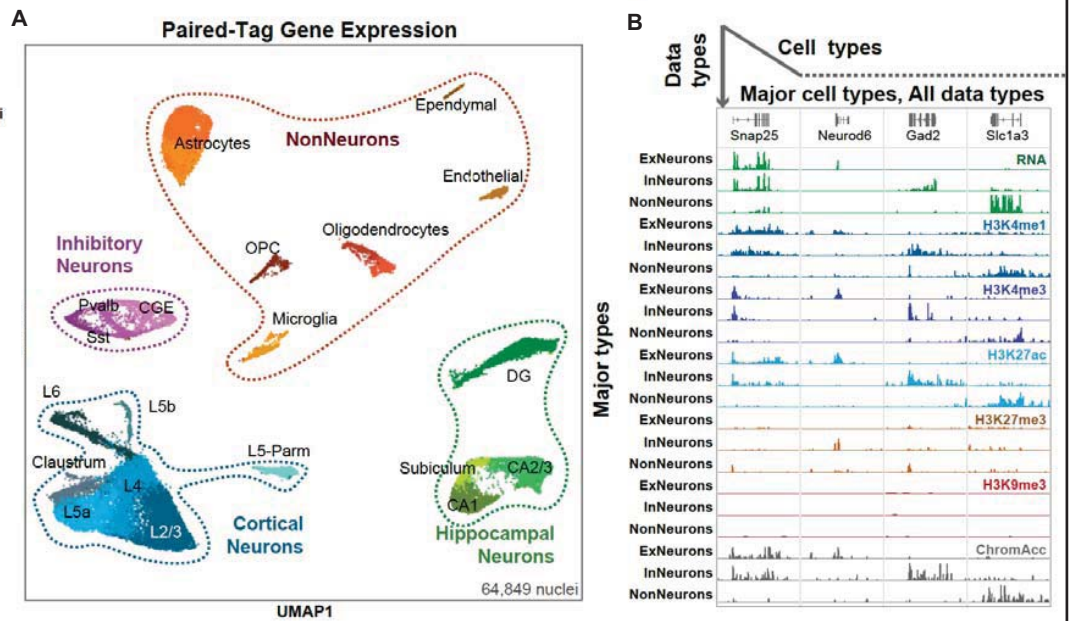 A
Paired-Tag Gene Expression
i
Ependymal
NonNeurons
Astrocytes
Endothelial
Oligodendrocytes
OPC
Inhibitory
Neurons
Pvalb
CGE
Sst
Microglia
DG
L6
L5b
Claustrum
L5-Parm
L4
L5a
L2/3
Cortical
Neurons
Subiculum
CA2/3
CA1
Hippocampal
Neurons
64,849 nuclei
UMAP1
B
Data
types
Cell types
Major cell types, All data types
Snap25 Neurod6 Gad2 Slc1a3
Major types
ExNeurons RNA
InNeurons
NonNeurons
ExNeurons H3K4me1
InNeurons
NonNeurons
ExNeurons H3K4me3
InNeurons
NonNeurons
ExNeurons H3K27ac
InNeurons
NonNeurons
ExNeurons H3K27me3
InNeurons
NonNeurons
ExNeurons H3K9me3
InNeurons
NonNeurons
ExNeurons ChromAcc
InNeurons
NonNeurons